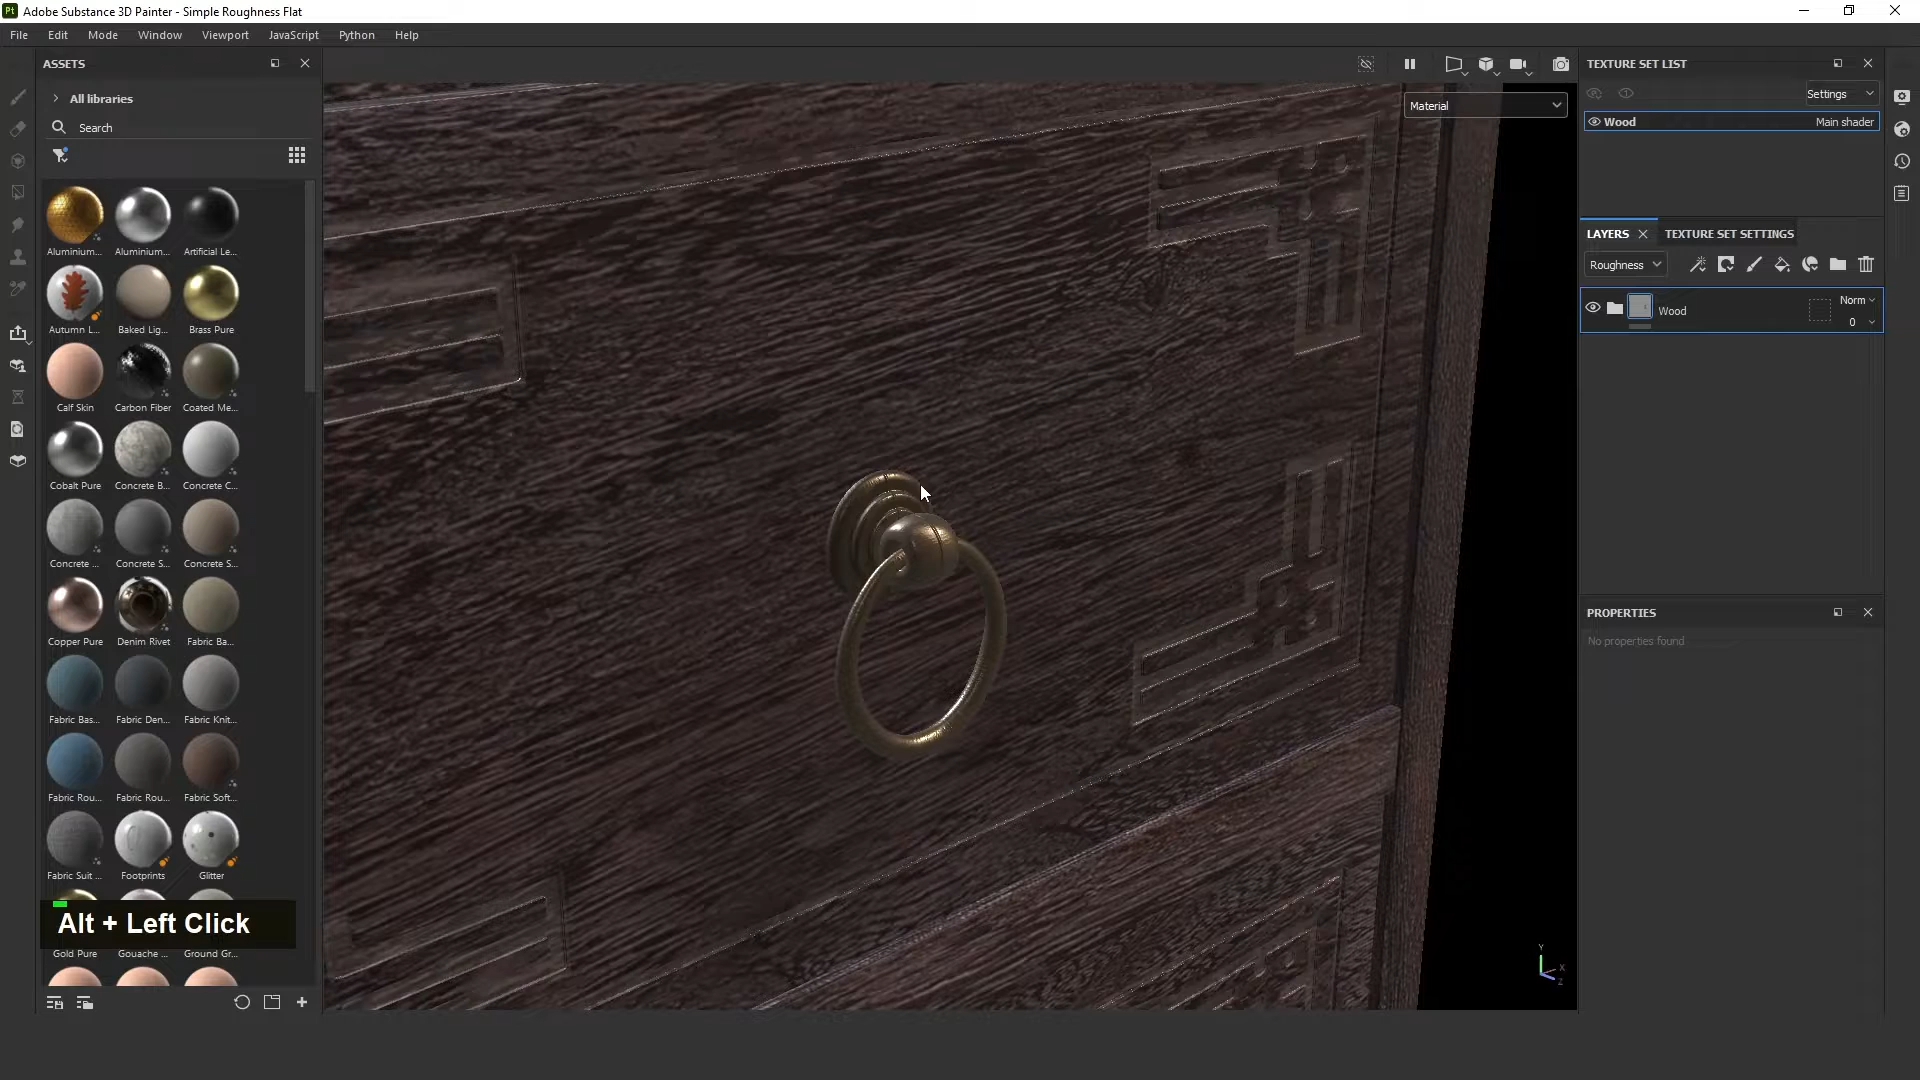 Pt Adobe Substance 3D Painter - Simple Roughness Flat
File Edit Mode Window Viewport JavaScript Python Help
ASSETS
All libraries
Search
Aluminium... Aluminium... Artificial Le...
Autumn L... Baked Lig... Brass Pure
Calf Skin Carbon Fiber Coated Me...
Cobalt Pure Concrete B... Concrete C...
Concrete ... Concrete S... Concrete S...
Copper Pure Denim Rivet Fabric Ba...
Fabric Bas... Fabric Den... Fabric Knit...
Fabric Rou... Fabric Rou... Fabric Soft...
Fabric Suit ... Footprints Glitter
Alt + Left Click
Gold Pure Gouache ... Ground Gr...
Material
Y
X
Z
TEXTURE SET LIST
Settings
Wood Main shader
LAYERS TEXTURE SET SETTINGS
Roughness
Wood Norm
0
PROPERTIES
No properties found